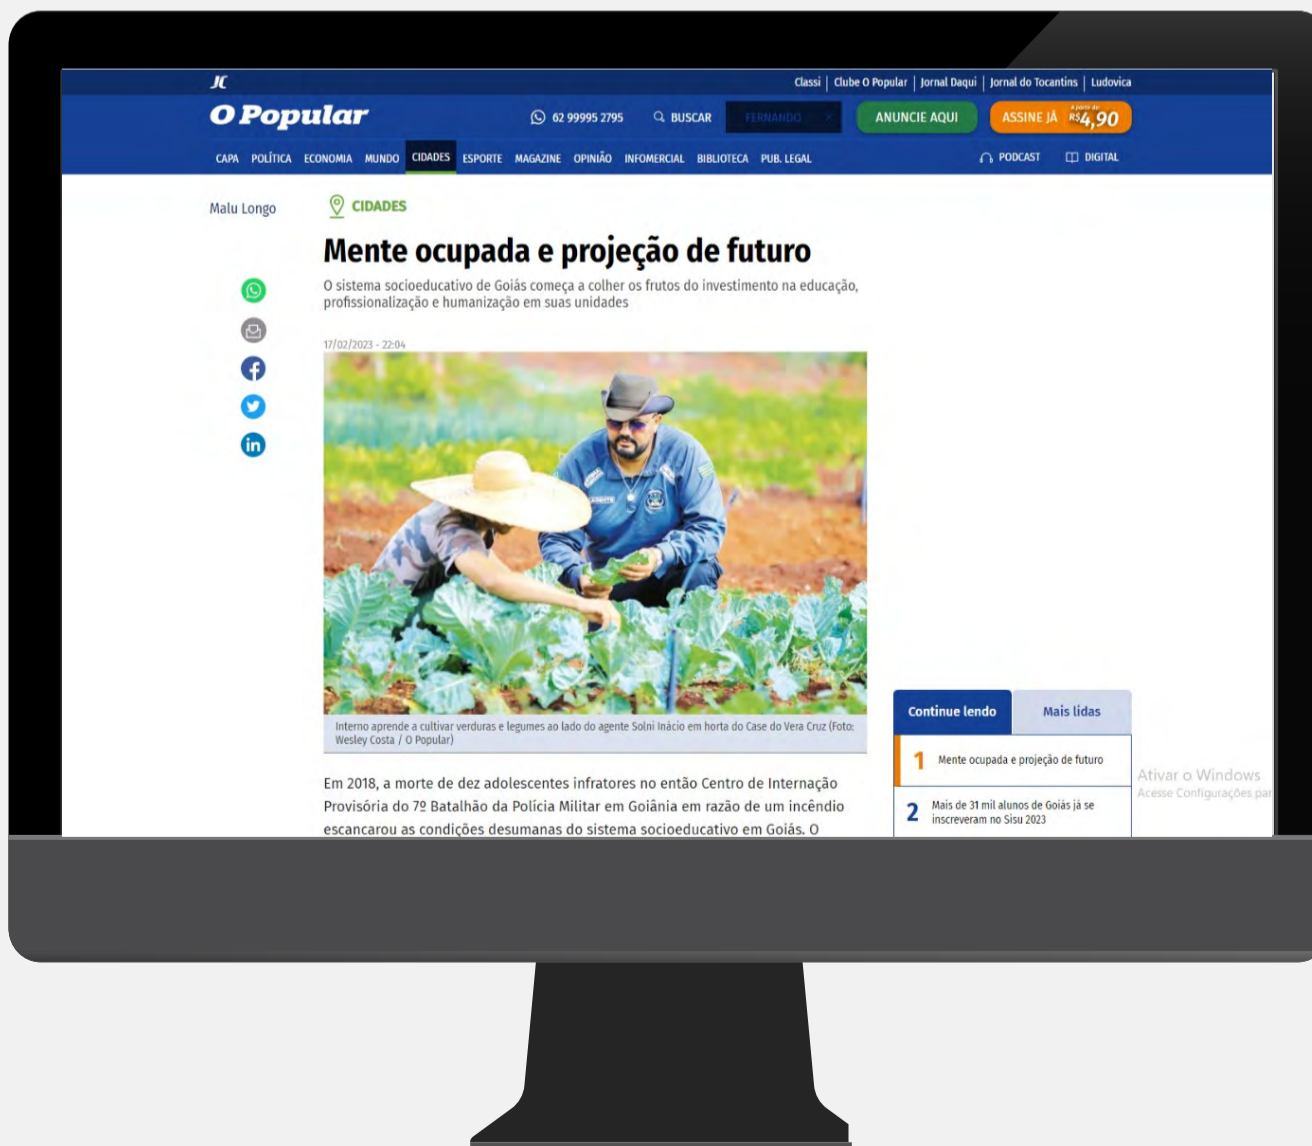 JC
Classi | Clube O Popular | Jornal Daqui | Jornal do Tocantins | Ludovica
O Popular
62 99995 2795
BUSCAR
FERNANDO
ANUNCIE AQUI
ASSINE JÁ
A partir de
R$4,90
CAPA POLÍTICA ECONOMIA MUNDO CIDADES ESPORTE MAGAZINE OPINIÃO INFOMERCIAL BIBLIOTECA PUB. LEGAL
PODCAST
DIGITAL
Malu Longo
CIDADES
Mente ocupada e projeção de futuro
O sistema socioeducativo de Goiás começa a colher os frutos do investimento na educação,
profissionalização e humanização em suas unidades
17/02/2023 - 22:04
Interno aprende a cultivar verduras e legumes ao lado do agente Solni Inácio em horta do Case do Vera Cruz (Foto:
Wesley Costa / O Popular)
Em 2018, a morte de dez adolescentes infratores no então Centro de Internação
Provisória do 7º Batalhão da Polícia Militar em Goiânia em razão de um incêndio
escancarou as condições desumanas do sistema socioeducativo em Goiás. O
Continue lendo
Mais lidas
1 Mente ocupada e projeção de futuro
2 Mais de 31 mil alunos de Goiás já se
inscreveram no Sisu 2023
Ativar o Windows
Acesse Configurações par